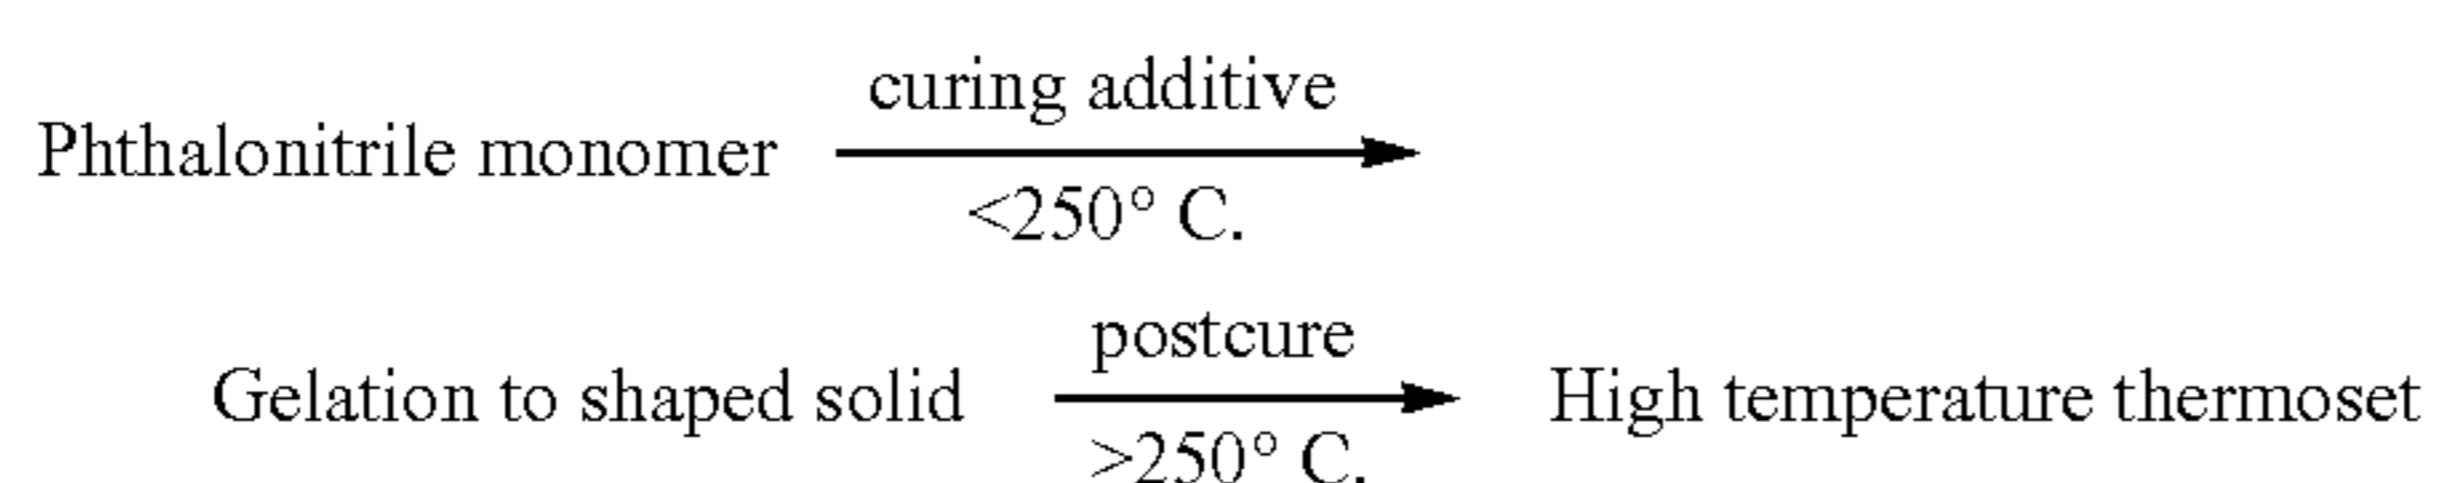 curing additive
Phthalonitrile monomer
<250° C.
postcure
Gelation to shaped solid
High temperature thermoset
>250° C.